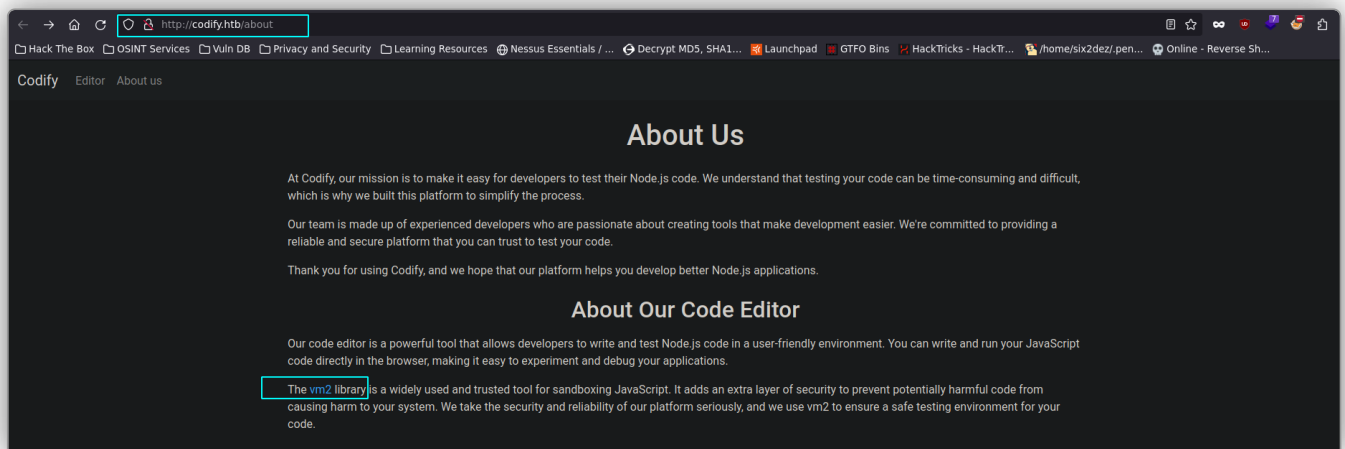 http://codify.htb/about
7
Hack The Box OSINT Services Vuln DB Privacy and Security Learning Resources Nessus Essentials / ... Decrypt MD5, SHA1... Launchpad GTFO Bins HackTricks - HackTr... /home/six2dez/.pen... Online - Reverse Sh...
Codify Editor About us
About Us
At Codify, our mission is to make it easy for developers to test their Node.js code. We understand that testing your code can be time-consuming and difficult,
which is why we built this platform to simplify the process.
Our team is made up of experienced developers who are passionate about creating tools that make development easier. We're committed to providing a
reliable and secure platform that you can trust to test your code.
Thank you for using Codify, and we hope that our platform helps you develop better Node.js applications.
About Our Code Editor
Our code editor is a powerful tool that allows developers to write and test Node.js code in a user-friendly environment. You can write and run your JavaScript
code directly in the browser, making it easy to experiment and debug your applications.
The vm2 library is a widely used and trusted tool for sandboxing JavaScript. It adds an extra layer of security to prevent potentially harmful code from
causing harm to your system. We take the security and reliability of our platform seriously, and we use vm2 to ensure a safe testing environment for your
code.